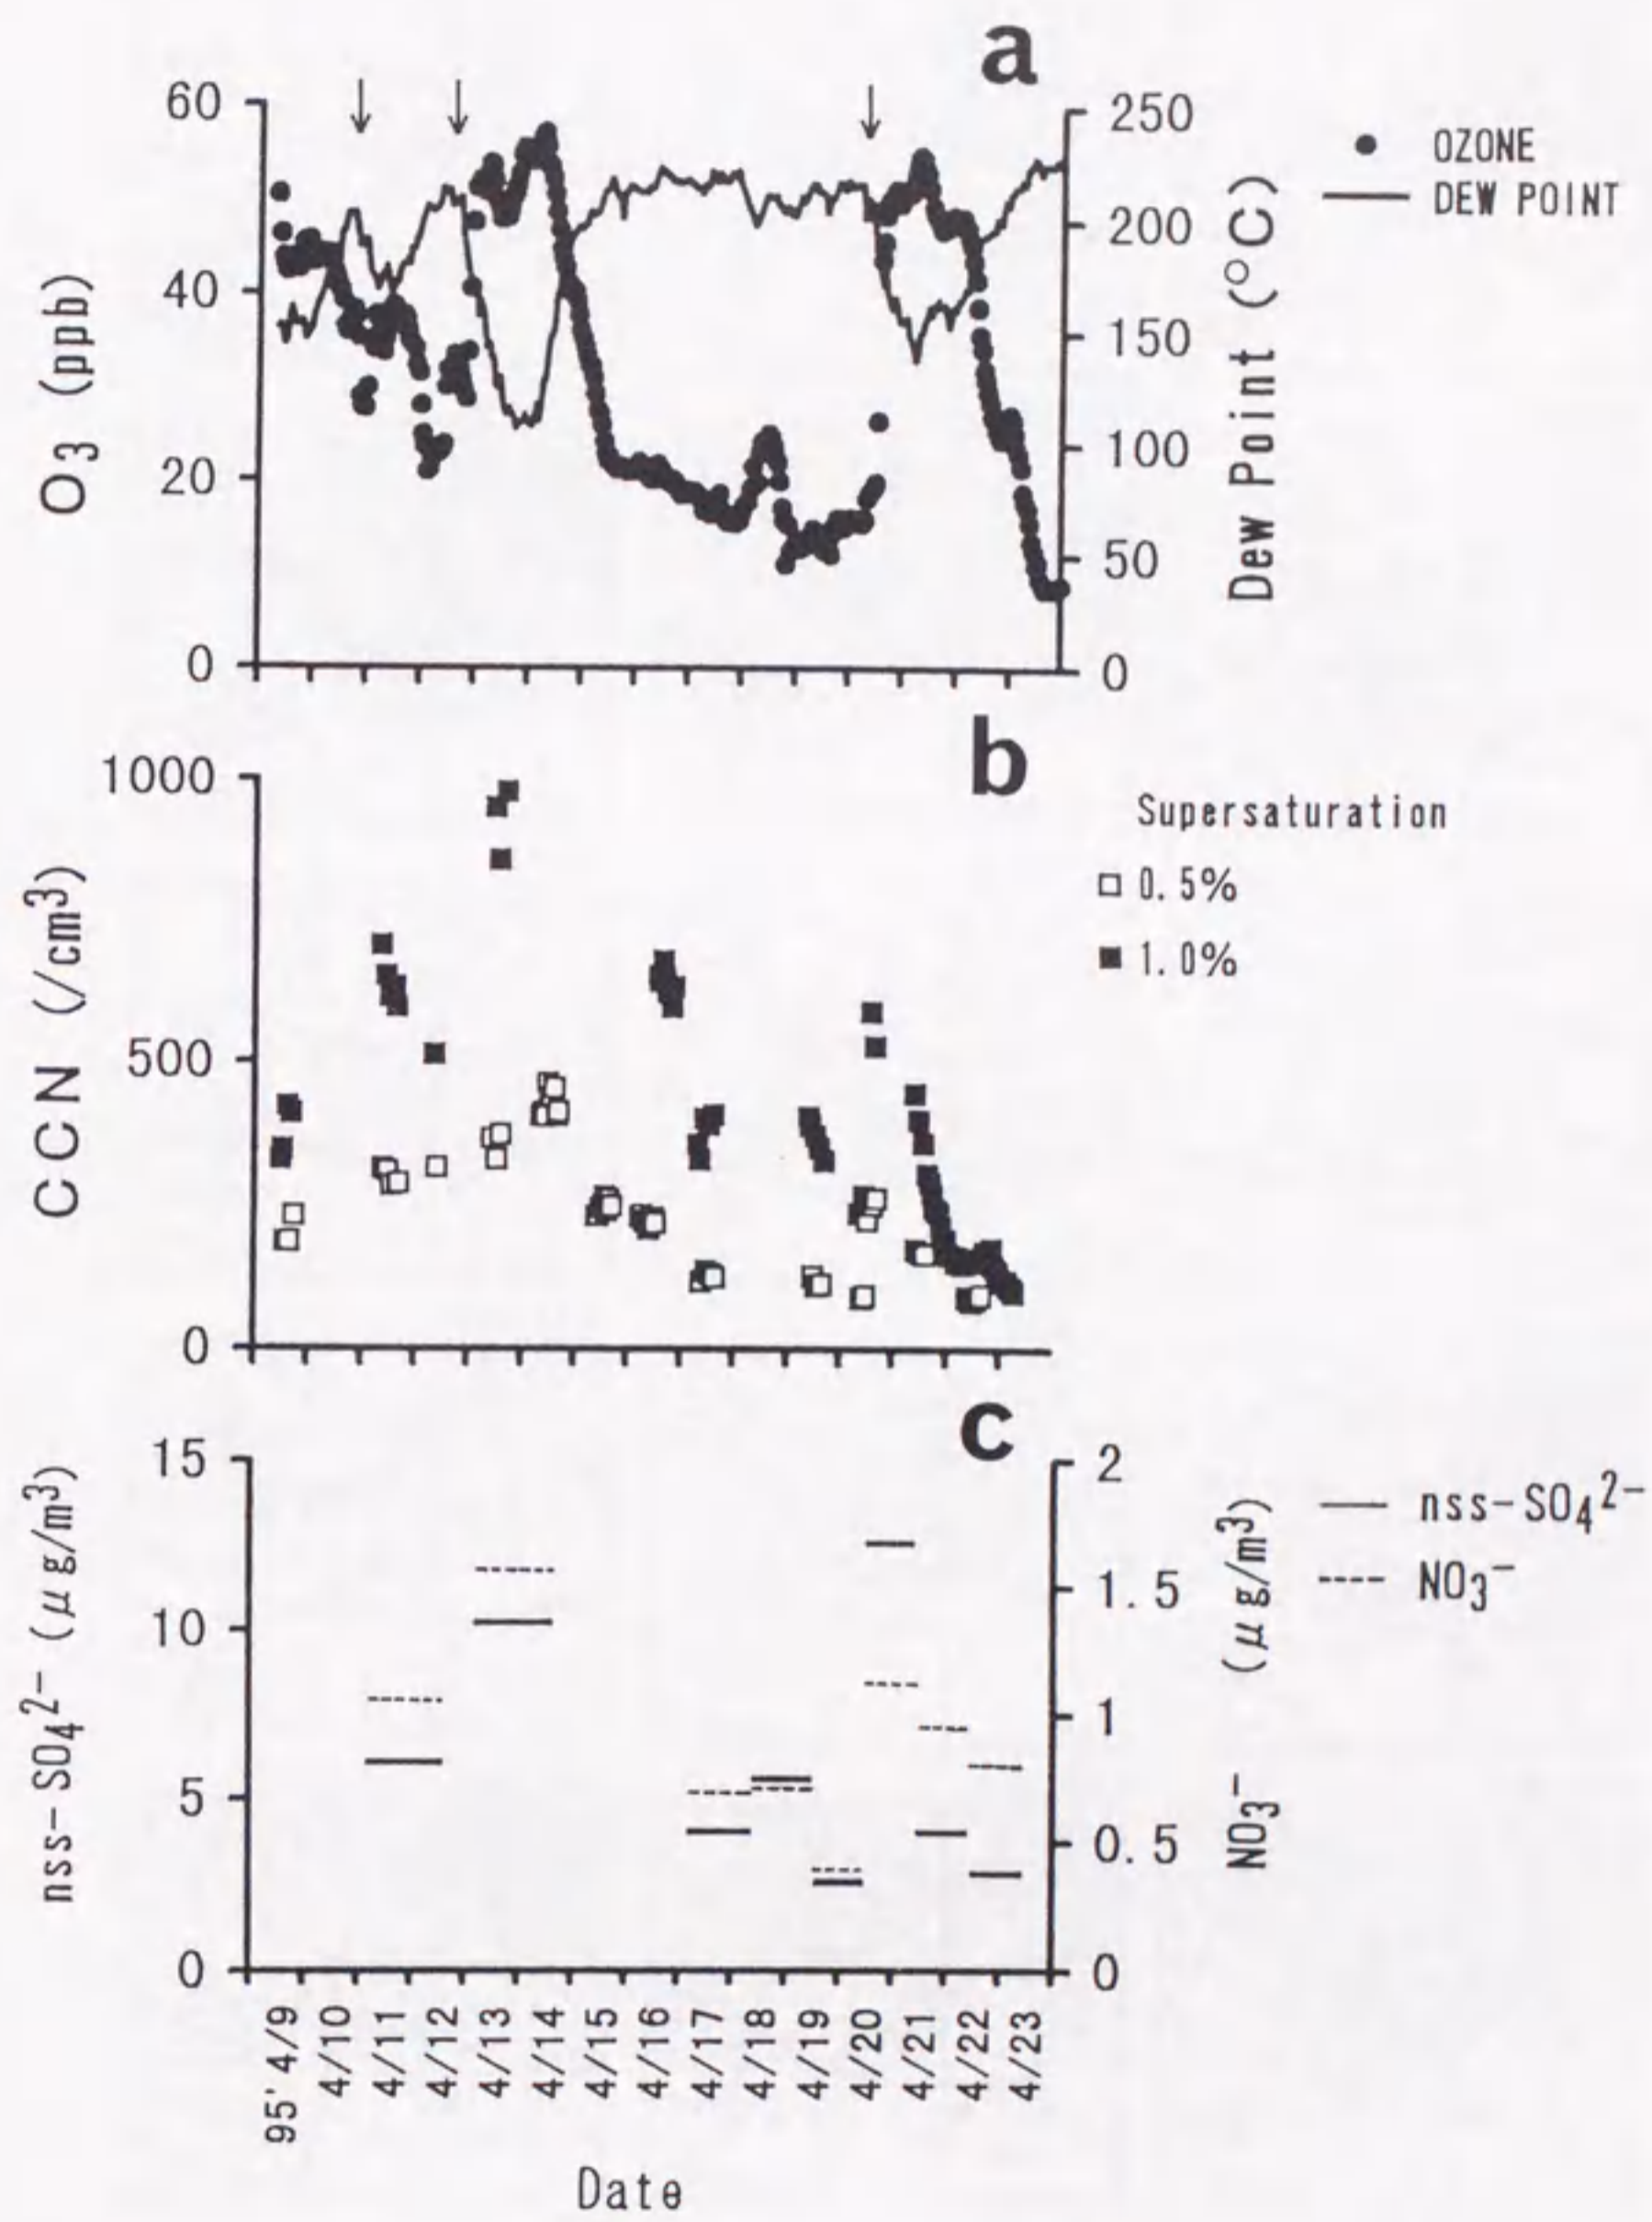 a
60
40
20
0
O3 (ppb)
250
200
150
100
50
0
Dew Point (°C)
OZONE
DEW POINT
b
1000
500
0
CCN (/cm3)
Supersaturation
0.5%
1.0%
c
15
10
5
0
nss-SO4 2- (μg/m3)
2
1.5
1
0.5
0
NO3- (μg/m3)
nss-SO4 2-
NO3-
95' 4/9
4/10
4/11
4/12
4/13
4/14
4/15
4/16
4/17
4/18
4/19
4/20
4/21
4/22
4/23
Date